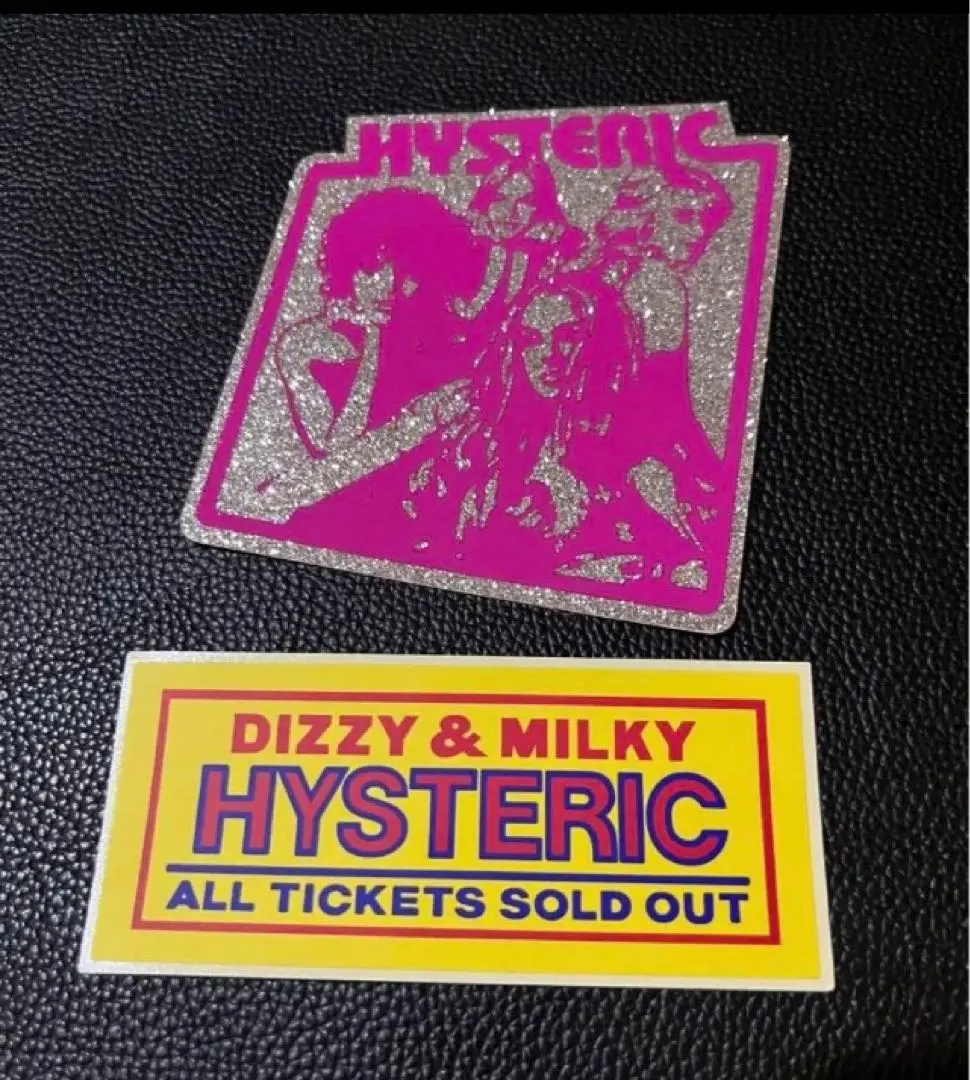 HYSTERIC
DIZZY & MILKY
HYSTERIC
ALL TICKETS SOLD OUT